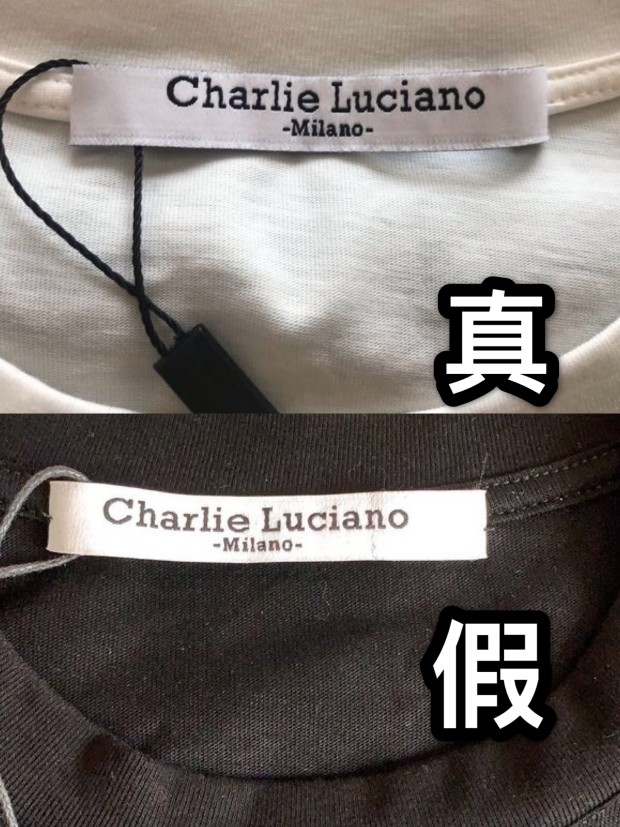 Charlie Luciano
-Milano-
真
Charlie Luciano
-Milano-
假